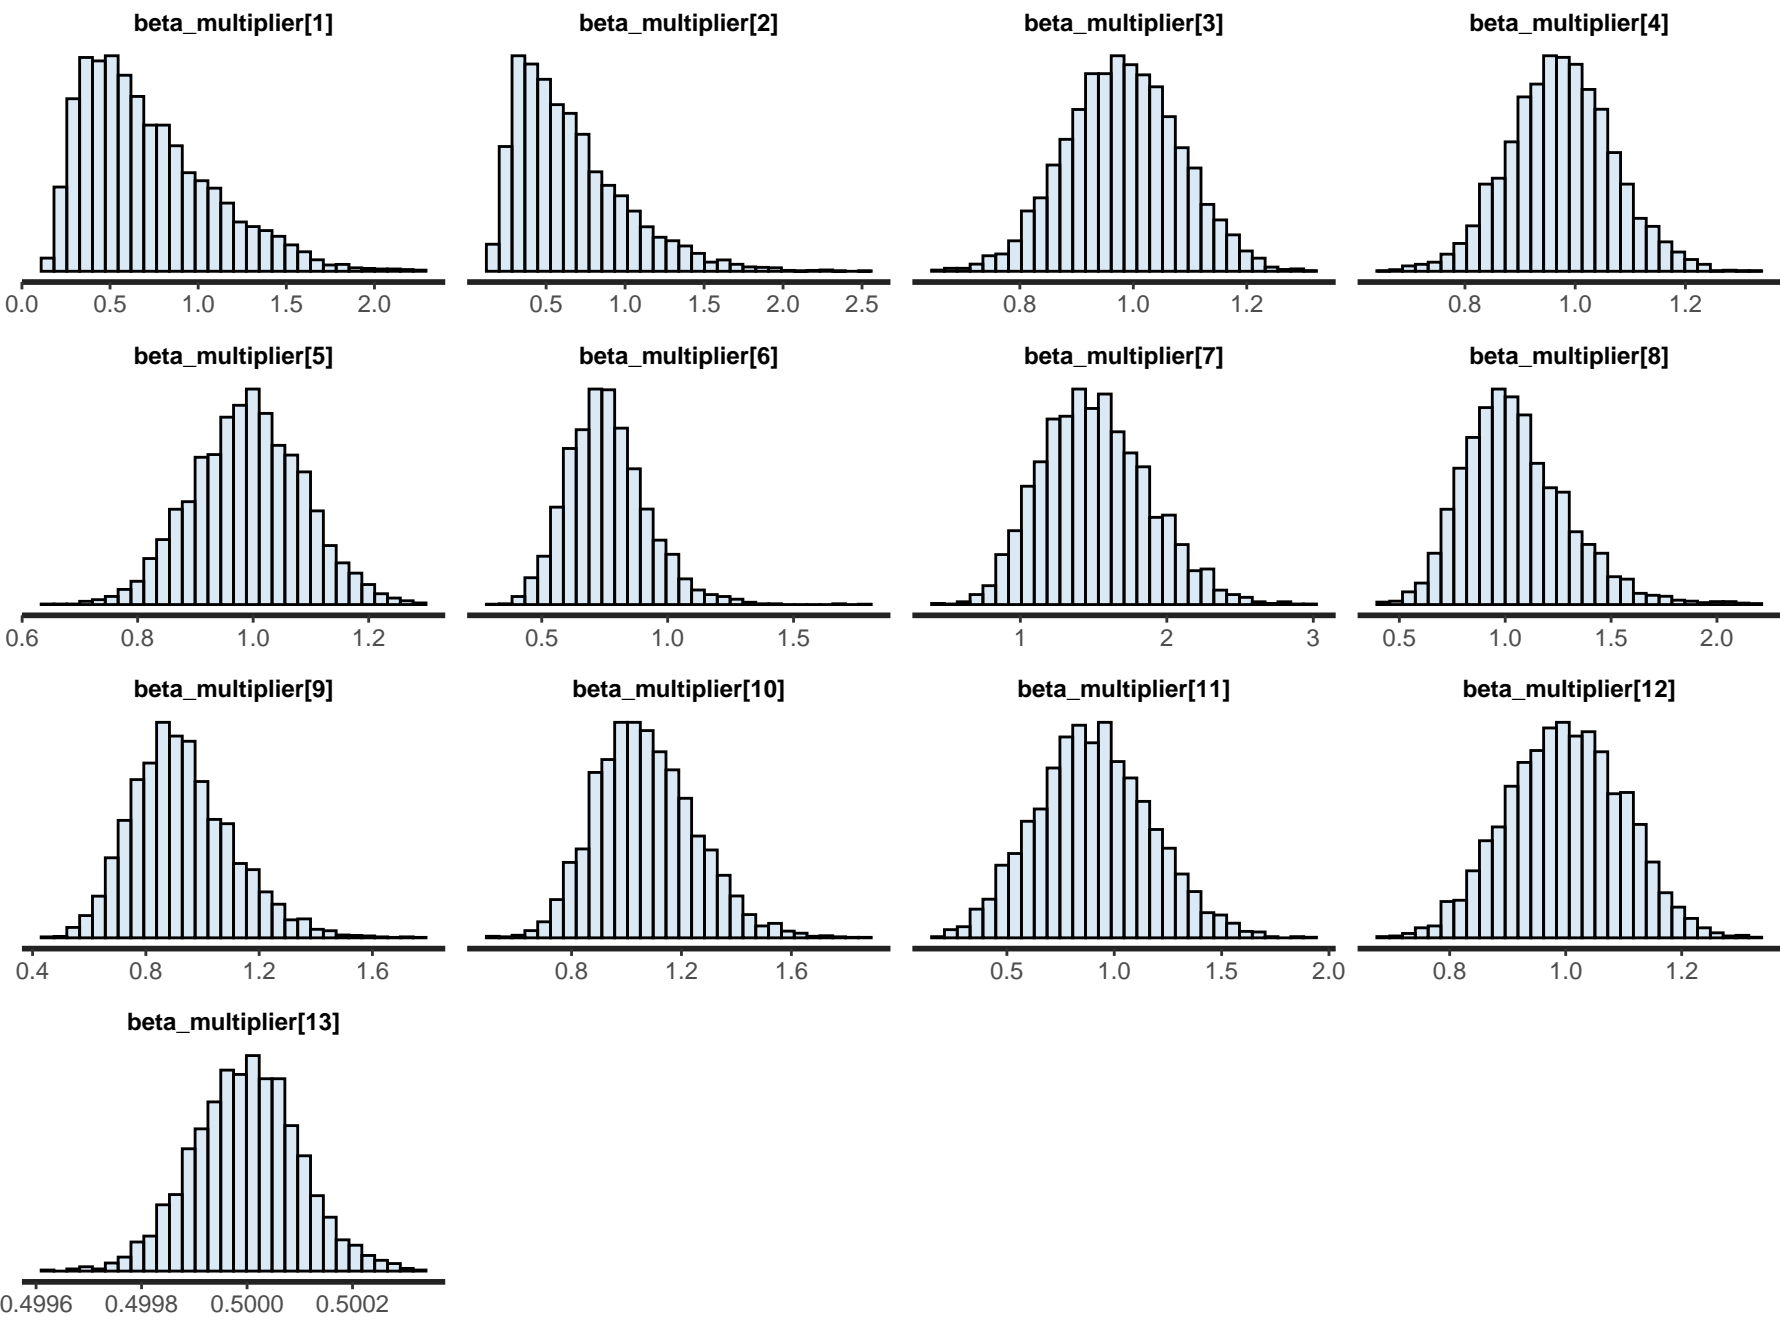 beta_multiplier[1] beta_multiplier[2] beta_multiplier[3] beta_multiplier[4]
0.0 0.5 1.0 1.5 2.0 0.5 1.0 1.5 2.0 2.5 0.8 1.0 1.2 0.8 1.0 1.2
beta_multiplier[5] beta_multiplier[6] beta_multiplier[7] beta_multiplier[8]
0.6 0.8 1.0 1.2 0.5 1.0 1.5 1 2 3 0.5 1.0 1.5 2.0
beta_multiplier[9] beta_multiplier[10] beta_multiplier[11] beta_multiplier[12]
0.4 0.8 1.2 1.6 0.8 1.2 1.6 0.5 1.0 1.5 2.0 0.8 1.0 1.2
beta_multiplier[13]
0.4996 0.4998 0.5000 0.5002